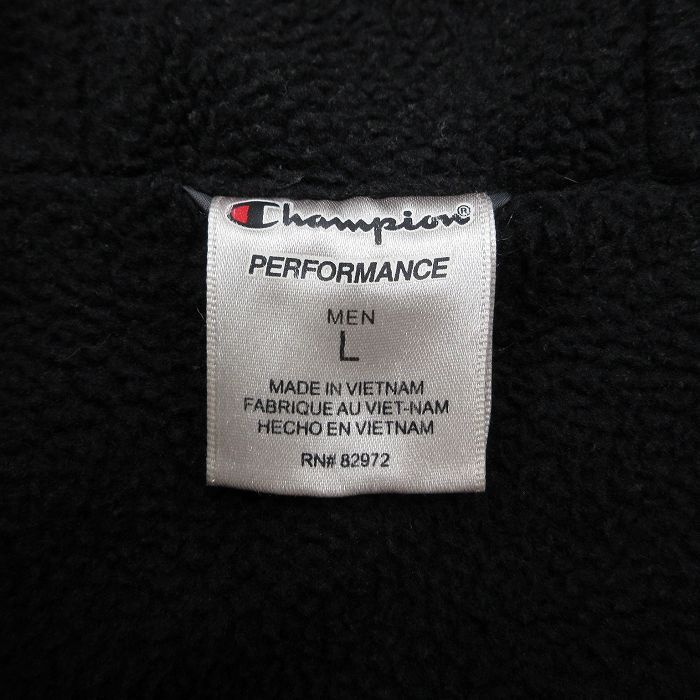 Champion®
PERFORMANCE
MEN
L
MADE IN VIETNAM
FABRIQUE AU VIET-NAM
HECHO EN VIETNAM
RN# 82972